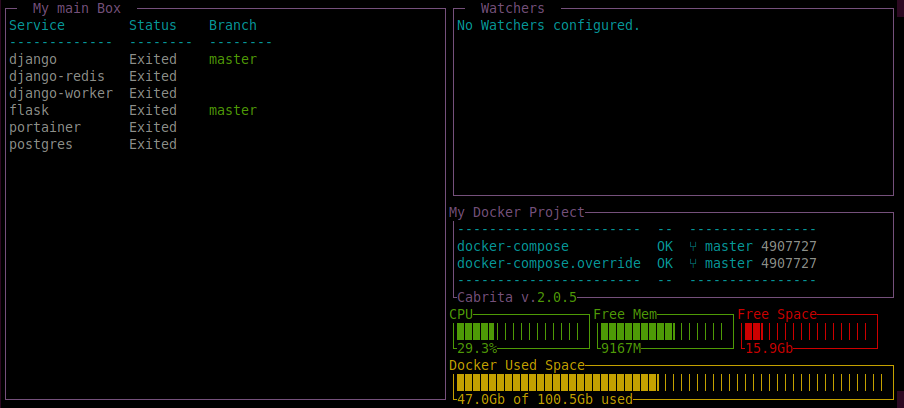 My main Box
Service Status Branch
------------- -------- --------
django Exited master
django-redis Exited
django-worker Exited
flask Exited master
portainer Exited
postgres Exited
Watchers
No Watchers configured.
My Docker Project
----------------------- -- ----------------
docker-compose OK ⑂ master 4907727
docker-compose.override OK ⑂ master 4907727
----------------------- -- ----------------
Cabrita v.2.0.5
CPU
29.3%
Free Mem
9167M
Free Space
15.9Gb
Docker Used Space
47.0Gb of 100.5Gb used